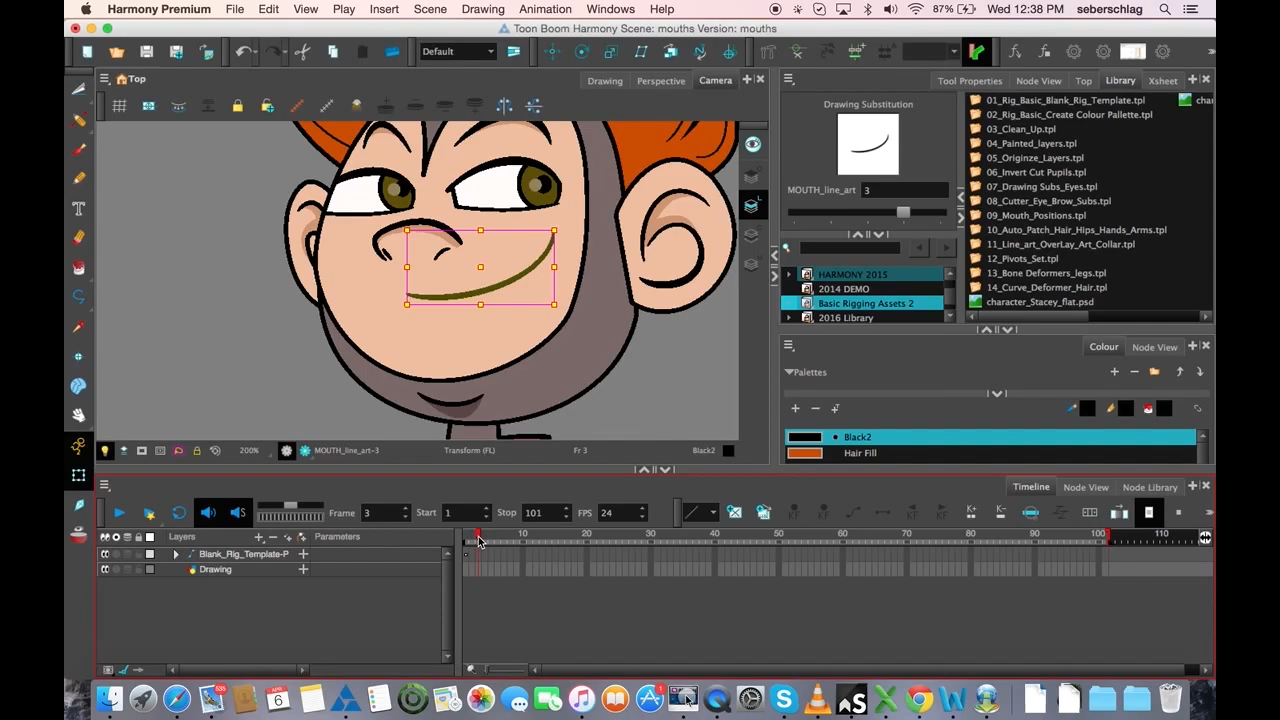 Harmony Premium File Edit View Play Insert Scene Drawing Animation Windows Help 87% Wed 12:38 PM seberschlag
Toon Boom Harmony Scene: mouths Version: mouths
Default
Top Drawing Perspective Camera
Tool Properties Node View Top Library Xsheet
Drawing Substitution
MOUTH_line_art 3
01_Rig_Basic_Blank_Rig_Template.tpl
02_Rig_Basic_Create Colour Pallette.tpl
03_Clean_Up.tpl
04_Painted_layers.tpl
05_Originze_Layers.tpl
06_Invert Cut Pupils.tpl
07_Drawing Subs_Eyes.tpl
08_Cutter_Eye_Brow_Subs.tpl
09_Mouth_Positions.tpl
10_Auto_Patch_Hair_Hips_Hands_Arms.tpl
11_Line_art_OverLay_Art_Collar.tpl
12_Pivots_Set.tpl
13_Bone Deformers_legs.tpl
14_Curve_Deformer_Hair.tpl
character_Stacey_flat.psd
HARMONY 2015
2014 DEMO
Basic Rigging Assets 2
2016 Library
Colour Node View
Palettes
Black2
Hair Fill
200% MOUTH_line_art-3 Transform (FL) Fr 3 Black2
Timeline Node View Node Library
Frame 3 Start 1 Stop 101 FPS 24
Layers Parameters
10 20 30 40 50 60 70 80 90 100 110
Blank_Rig_Template-P
Drawing